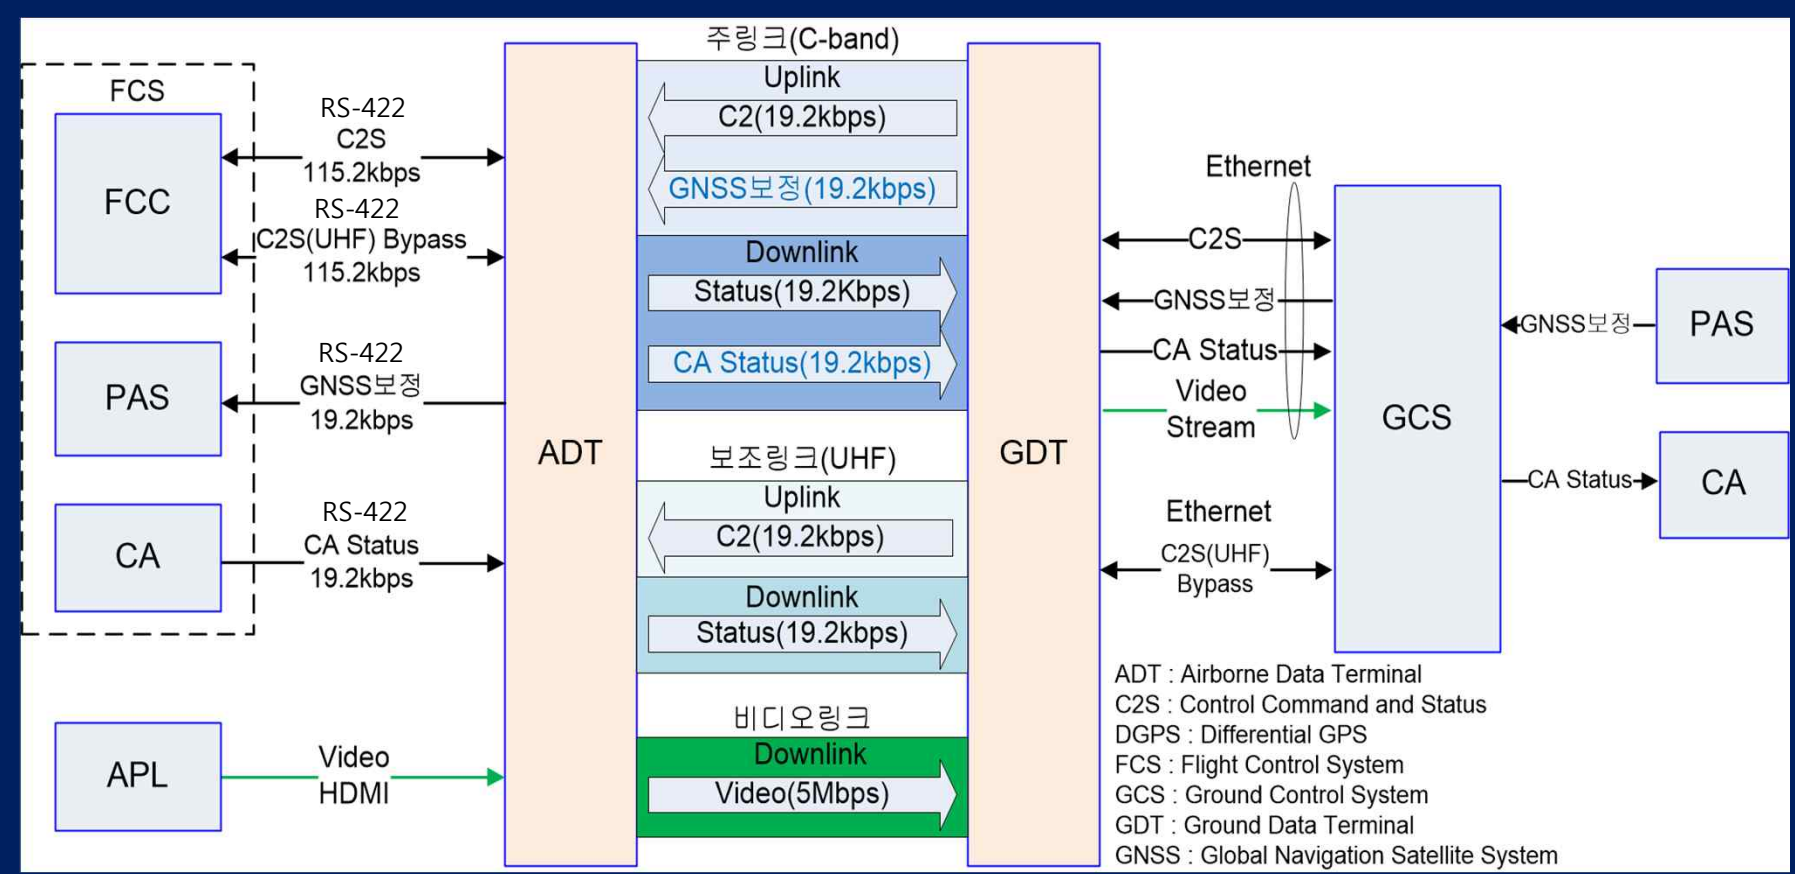 주링크(C-band)
FCS
FCC
RS-422
C2S
115.2kbps
RS-422
C2S(UHF) Bypass
115.2kbps
PAS
RS-422
GNSS보정
19.2kbps
CA
RS-422
CA Status
19.2kbps
APL
Video
HDMI
ADT
Uplink
C2(19.2kbps)
GNSS보정(19.2kbps)
Downlink
Status(19.2Kbps)
CA Status(19.2kbps)
보조링크(UHF)
Uplink
C2(19.2kbps)
Downlink
Status(19.2kbps)
비디오링크
Downlink
Video(5Mbps)
GDT
Ethernet
C2S
GNSS보정
CA Status
Video
Stream
Ethernet
C2S(UHF)
Bypass
GCS
GNSS보정
PAS
CA Status
CA
ADT : Airborne Data Terminal
C2S : Control Command and Status
DGPS : Differential GPS
FCS : Flight Control System
GCS : Ground Control System
GDT : Ground Data Terminal
GNSS : Global Navigation Satellite System